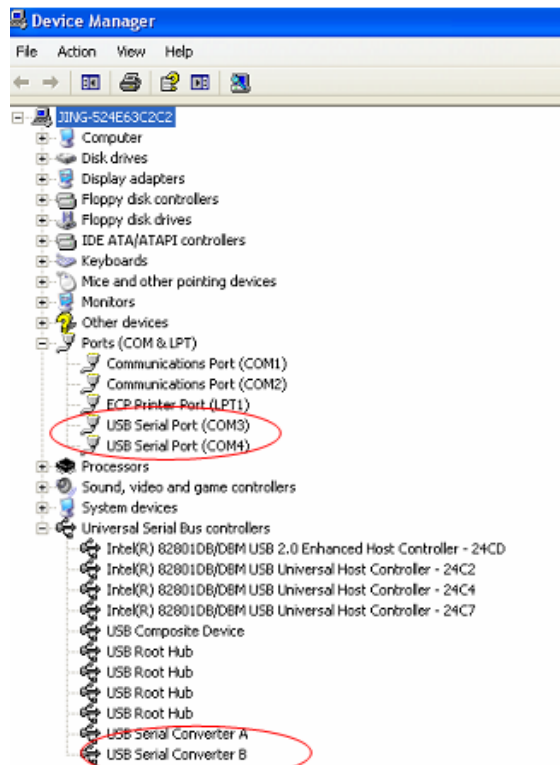 Device Manager
File Action View Help
JING-524E63C2C2
Computer
Disk drives
Display adapters
Floppy disk controllers
Floppy disk drives
IDE ATA/ATAPI controllers
Keyboards
Mice and other pointing devices
Monitors
Other devices
Ports (COM & LPT)
Communications Port (COM1)
Communications Port (COM2)
ECP Printer Port (LPT1)
USB Serial Port (COM3)
USB Serial Port (COM4)
Processors
Sound, video and game controllers
System devices
Universal Serial Bus controllers
Intel(R) 82801DB/DBM USB 2.0 Enhanced Host Controller - 24CD
Intel(R) 82801DB/DBM USB Universal Host Controller - 24C2
Intel(R) 82801DB/DBM USB Universal Host Controller - 24C4
Intel(R) 82801DB/DBM USB Universal Host Controller - 24C7
USB Composite Device
USB Root Hub
USB Root Hub
USB Root Hub
USB Root Hub
USB Serial Converter A
USB Serial Converter B